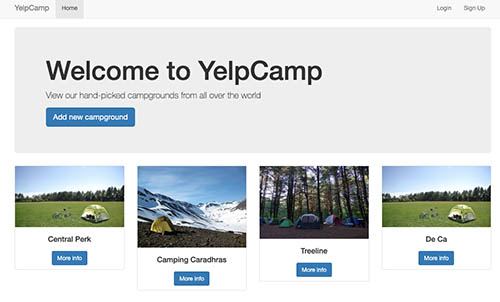 YelpCamp Home Login Sign Up
Welcome to YelpCamp
View our hand-picked campgrounds from all over the world
Add new campground
Central Perk
More info
Camping Caradhras
More info
Treeline
More info
De Ca
More info